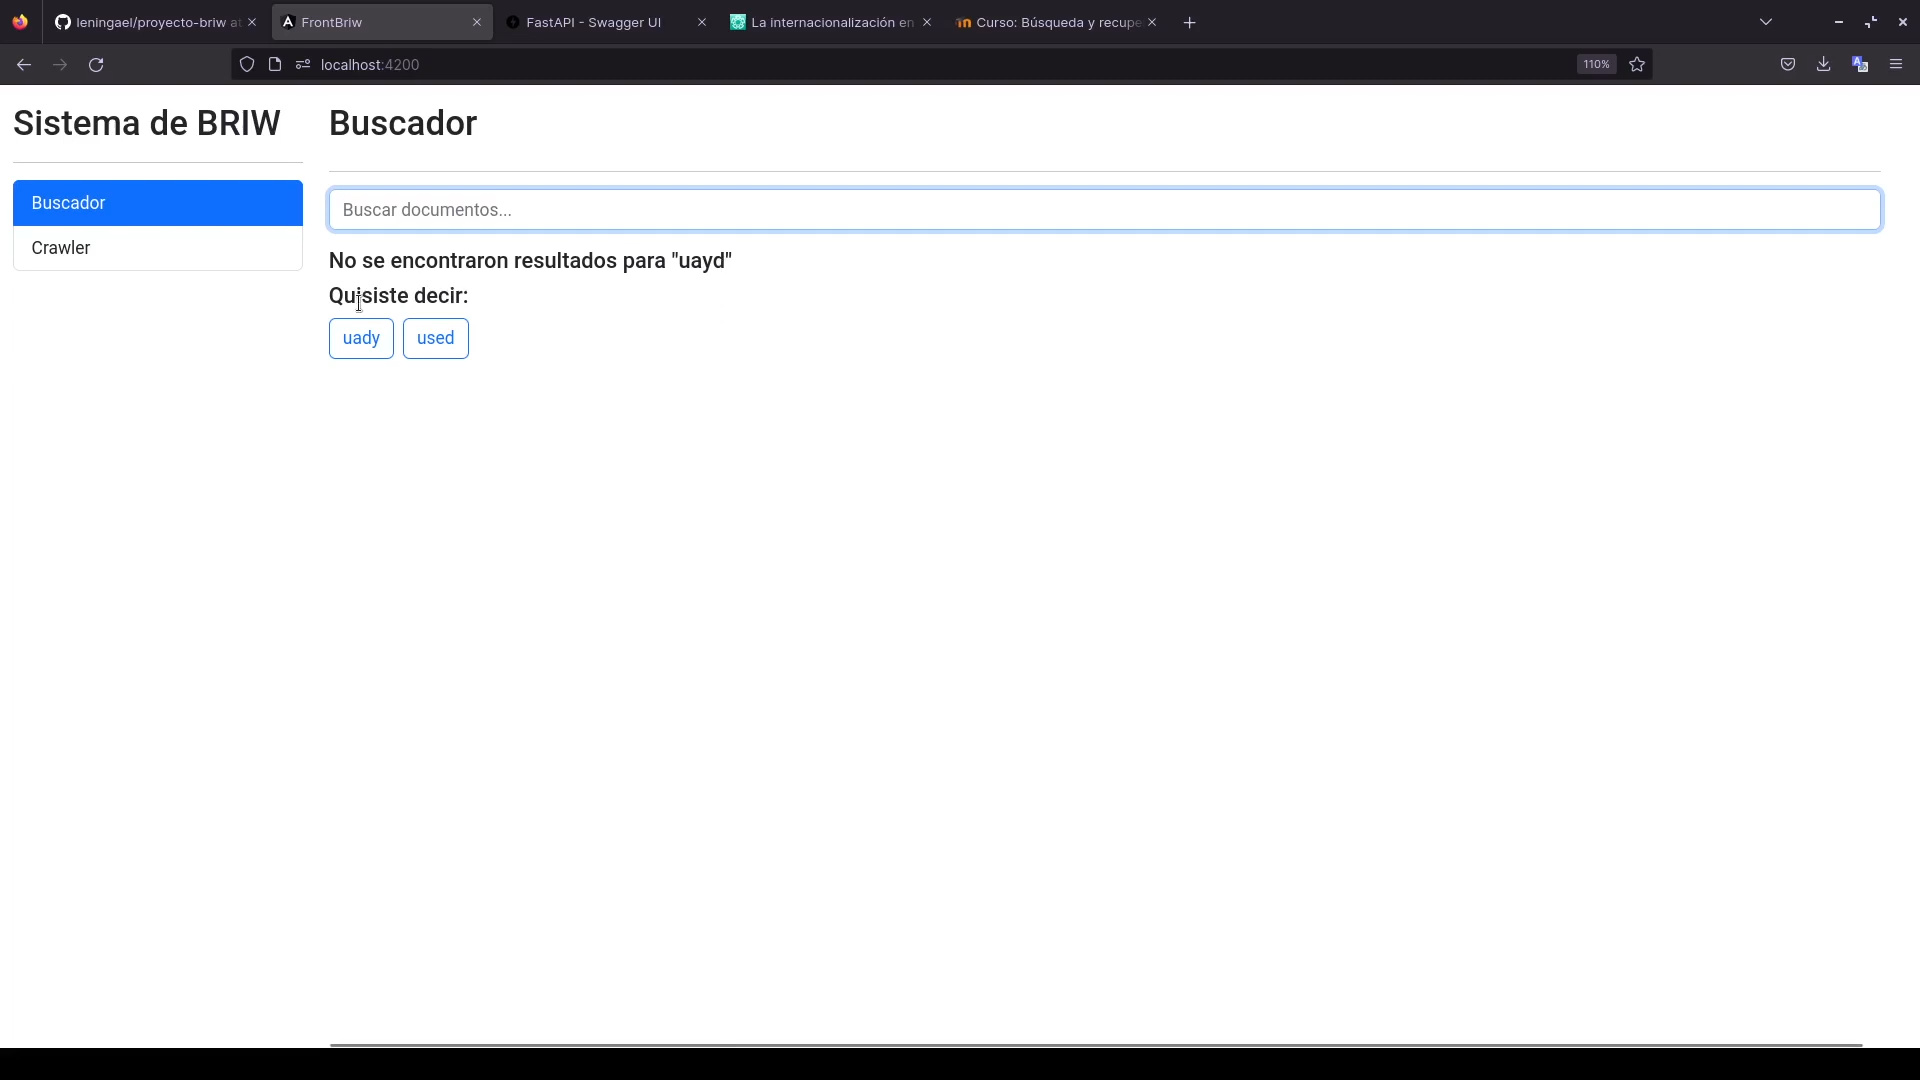 leningael/proyecto-briw at
FrontBriw
FastAPI - Swagger UI
La internacionalización en
Curso: Búsqueda y recupe
localhost:4200
110%
Sistema de BRIW
Buscador
Crawler
Buscador
Buscar documentos...
No se encontraron resultados para "uayd"
Quisiste decir:
uady
used